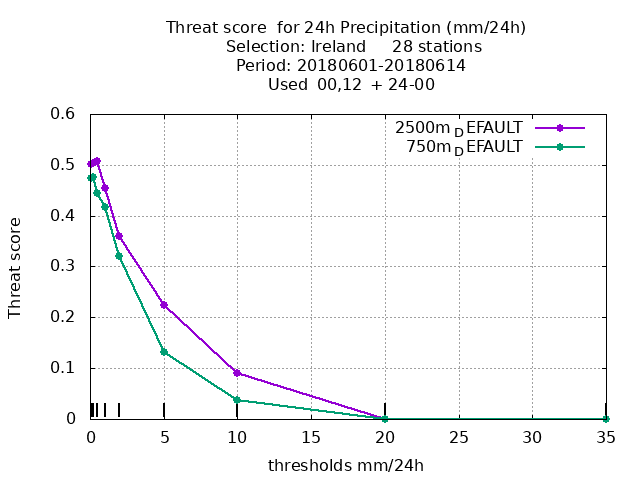 Threat score  for 24h Precipitation (mm/24h)
Selection: Ireland     28 stations
Period: 20180601-20180614
Used  00,12  + 24-00
2500m_DEFAULT
750m_DEFAULT
Threat score
0.6
0.5
0.4
0.3
0.2
0.1
0
0 5 10 15 20 25 30 35
thresholds mm/24h